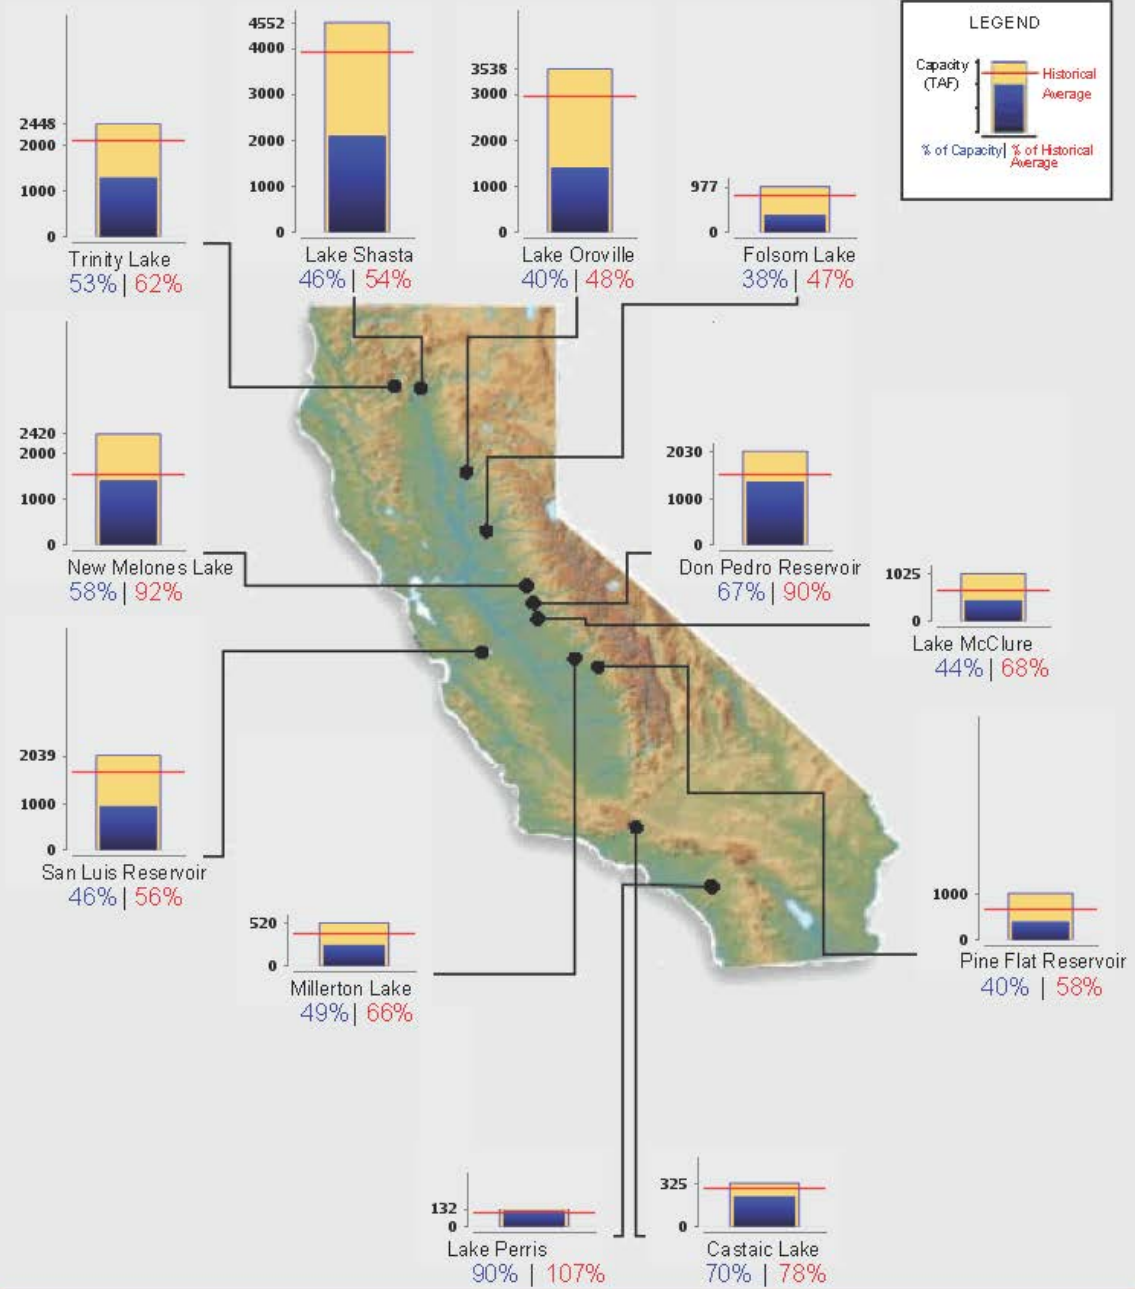 4552
4000
3000
2000
1000
0
Lake Shasta
46% | 54%
3538
3000
2000
1000
0
Lake Oroville
40% | 48%
LEGEND
Capacity
(TAF)
Historical
Average
% of Capacity | % of Historical
Average
2448
2000
1000
0
Trinity Lake
53% | 62%
977
0
Folsom Lake
38% | 47%
2420
2000
1000
0
New Melones Lake
58% | 92%
2030
1000
0
Don Pedro Reservoir
67% | 90%
1025
0
Lake McClure
44% | 68%
2039
1000
0
San Luis Reservoir
46% | 56%
520
0
Millerton Lake
49% | 66%
1000
0
Pine Flat Reservoir
40% | 58%
132
0
Lake Perris
90% | 107%
325
0
Castaic Lake
70% | 78%